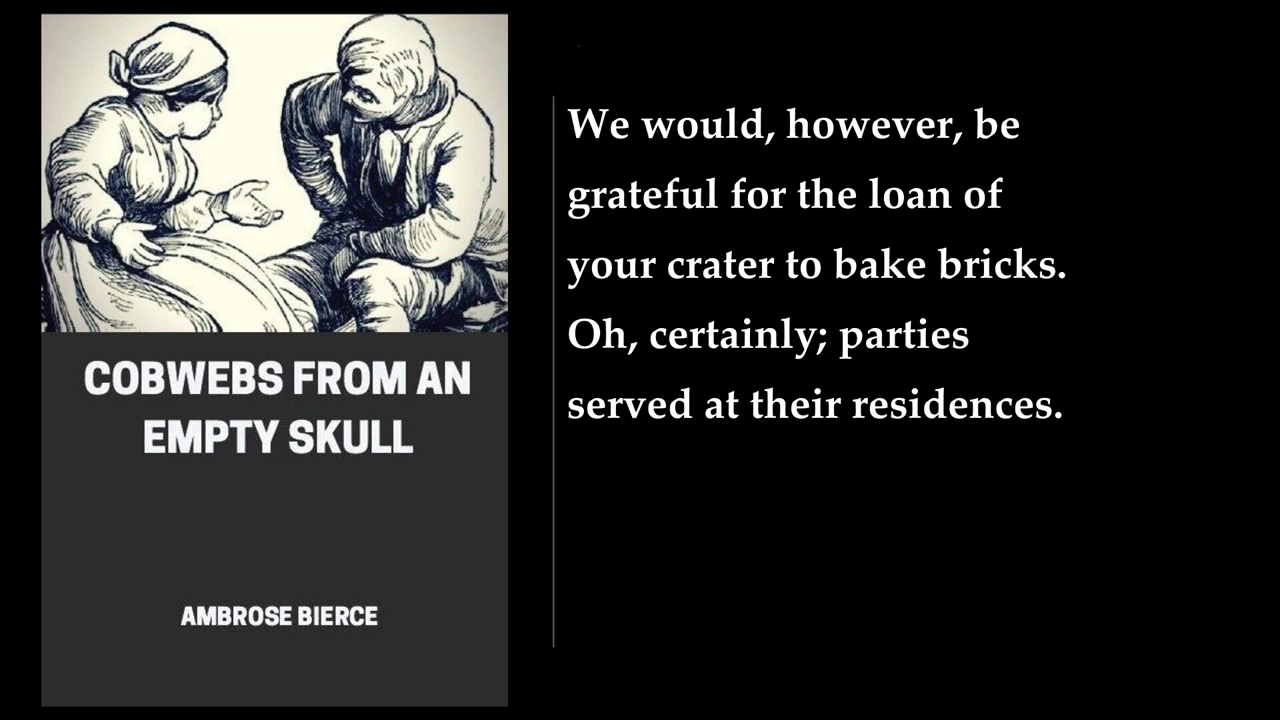 COBWEBS FROM AN
EMPTY SKULL
AMBROSE BIERCE
We would, however, be
grateful for the loan of
your crater to bake bricks.
Oh, certainly; parties
served at their residences.